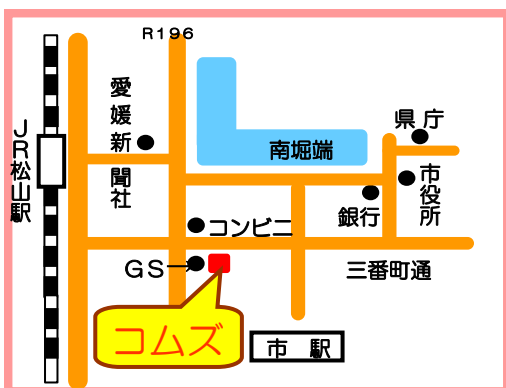 R196
愛媛新聞社
県庁
JR松山駅
南堀端
市役所
銀行
コンビニ
GS
三番町通
コムズ
市 駅